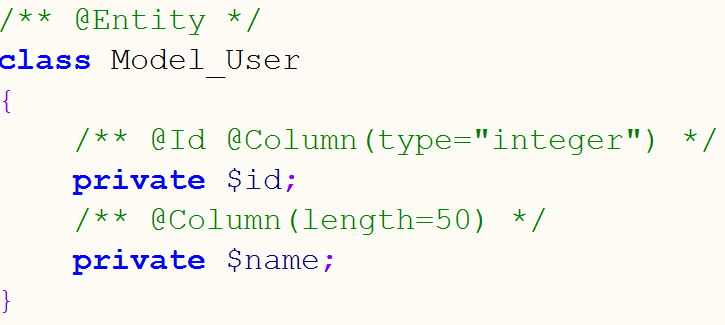 /** @Entity */
class Model_User
{
    /** @Id @Column(type="integer") */
    private $id;
    /** @Column(length=50) */
    private $name;
}